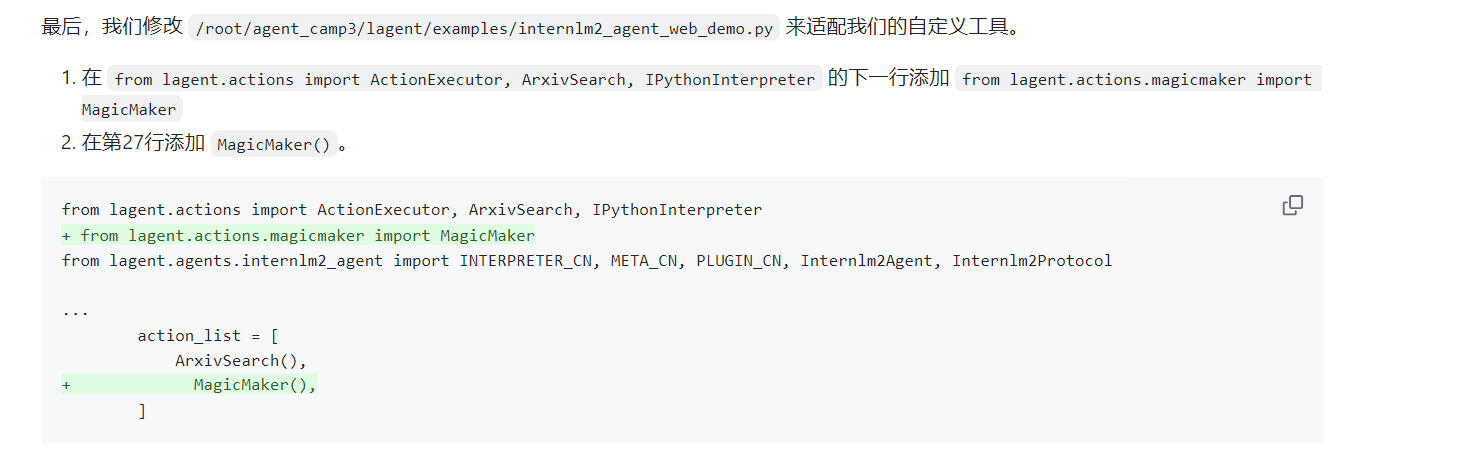 最后，我们修改 /root/agent_camp3/lagent/examples/internlm2_agent_web_demo.py 来适配我们的自定义工具。
1. 在 from lagent.actions import ActionExecutor, ArxivSearch, IPythonInterpreter 的下一行添加 from lagent.actions.magicmaker import
MagicMaker
2. 在第27行添加 MagicMaker()。
from lagent.actions import ActionExecutor, ArxivSearch, IPythonInterpreter
+ from lagent.actions.magicmaker import MagicMaker
from lagent.agents.internlm2_agent import INTERPRETER_CN, META_CN, PLUGIN_CN, Internlm2Agent, Internlm2Protocol
...
        action_list = [
            ArxivSearch(),
+             MagicMaker(),
        ]